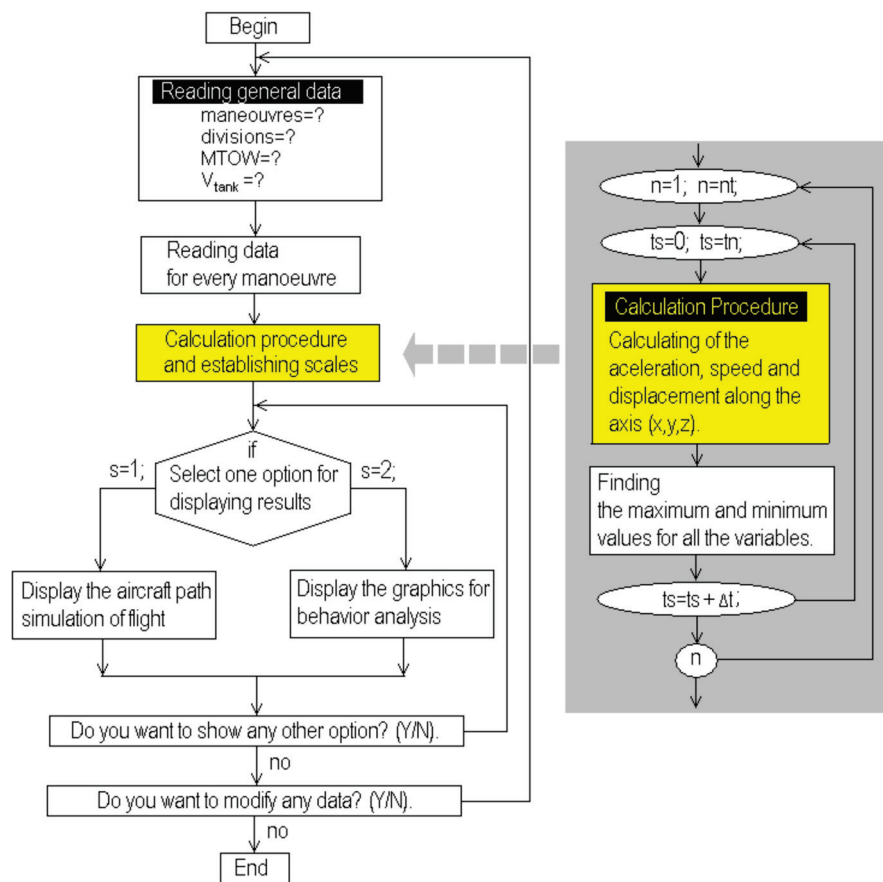 Begin
Reading general data
maneouvres=?
divisions=?
MTOW=?
Vtank =?
Reading data
for every manoeuvre
Calculation procedure
and establishing scales
if
Select one option for
displaying results
s=1;
s=2;
Display the aircraft path
simulation of flight
Display the graphics for
behavior analysis
Do you want to show any other option? (Y/N).
no
Do you want to modify any data? (Y/N).
no
End
n=1; n=nt;
ts=0; ts=tn;
Calculation Procedure
Calculating of the
aceleration, speed and
displacement along the
axis (x,y,z).
Finding
the maximum and minimum
values for all the variables.
ts=ts + Δt;
n